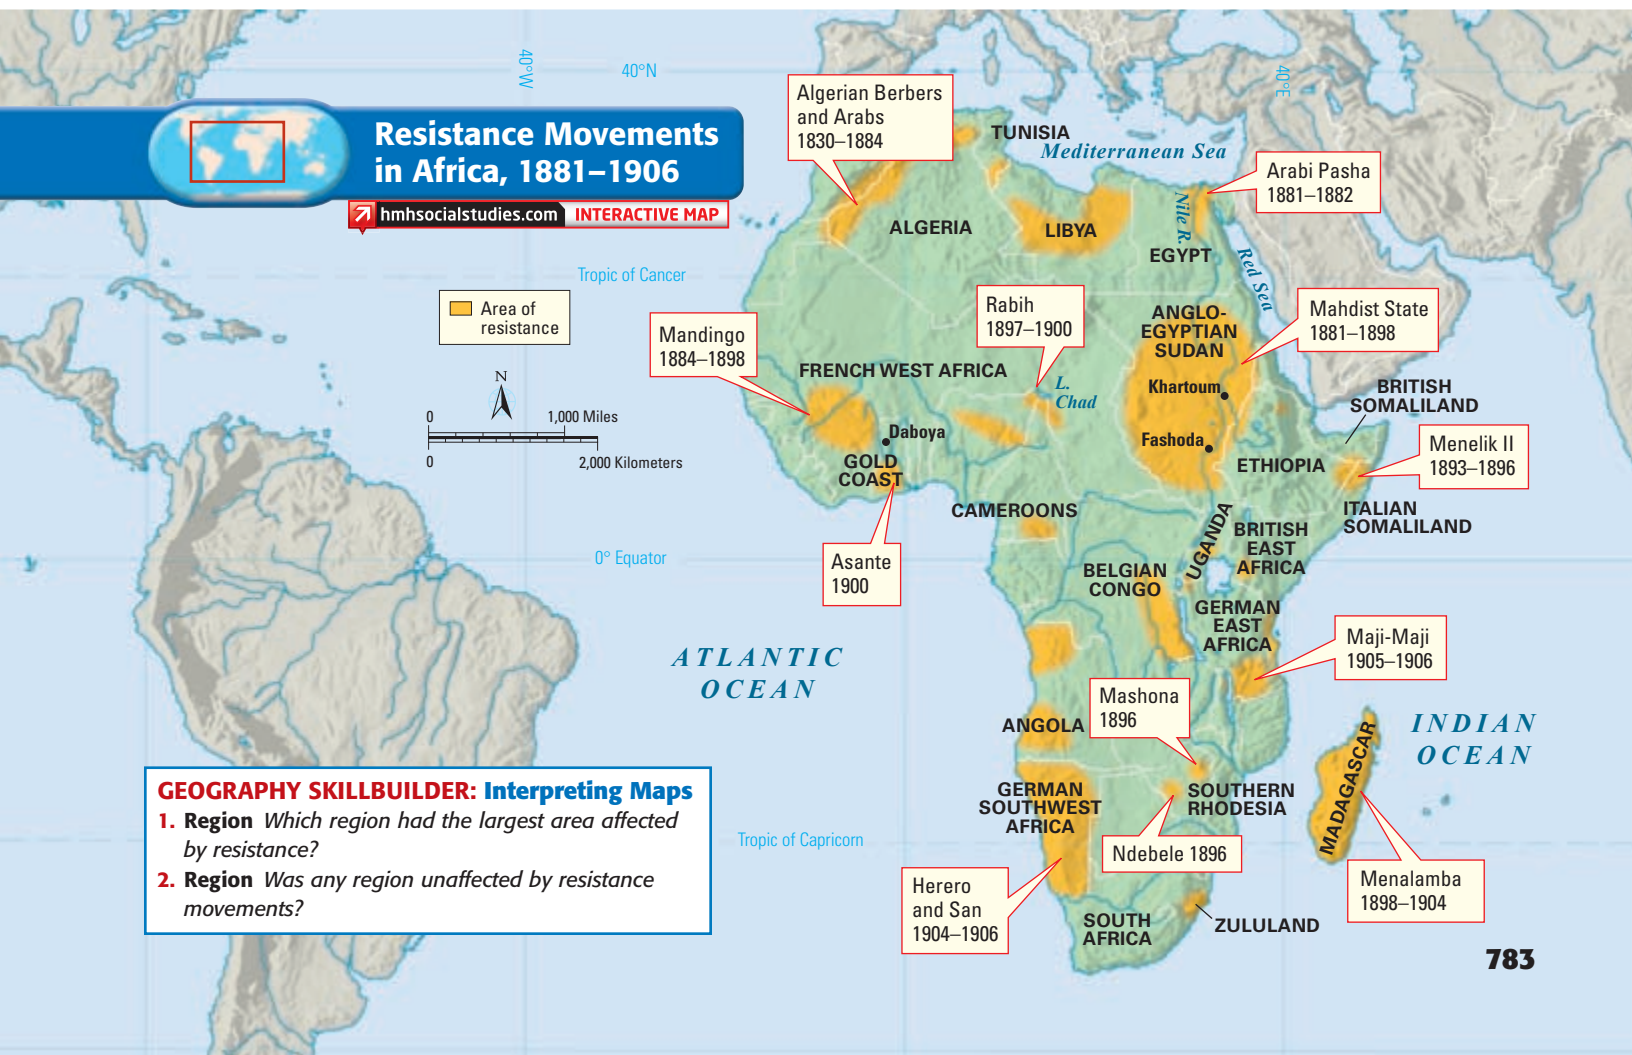 40°W
40°N
40°E
Resistance Movements
in Africa, 1881–1906
hmhsocialstudies.com INTERACTIVE MAP
Algerian Berbers
and Arabs
1830–1884
TUNISIA
Mediterranean Sea
Arabi Pasha
1881–1882
ALGERIA
LIBYA
Nile R.
EGYPT
Red Sea
Tropic of Cancer
Area of
resistance
Rabih
1897–1900
ANGLO-
EGYPTIAN
SUDAN
Mahdist State
1881–1898
Mandingo
1884–1898
FRENCH WEST AFRICA
L.
Chad
Khartoum
BRITISH
SOMALILAND
N
0 1,000 Miles
0 2,000 Kilometers
Daboya
Fashoda
GOLD
COAST
ETHIOPIA
Menelik II
1893–1896
CAMEROONS
ITALIAN
SOMALILAND
UGANDA
BRITISH
EAST
AFRICA
0° Equator
Asante
1900
BELGIAN
CONGO
GERMAN
EAST
AFRICA
Maji-Maji
1905–1906
ATLANTIC
OCEAN
Mashona
1896
ANGOLA
INDIAN
OCEAN
MADAGASCAR
GERMAN
SOUTHWEST
AFRICA
SOUTHERN
RHODESIA
Tropic of Capricorn
Ndebele 1896
Herero
and San
1904–1906
Menalamba
1898–1904
SOUTH
AFRICA
ZULULAND
GEOGRAPHY SKILLBUILDER: Interpreting Maps
1. Region Which region had the largest area affected
by resistance?
2. Region Was any region unaffected by resistance
movements?
783